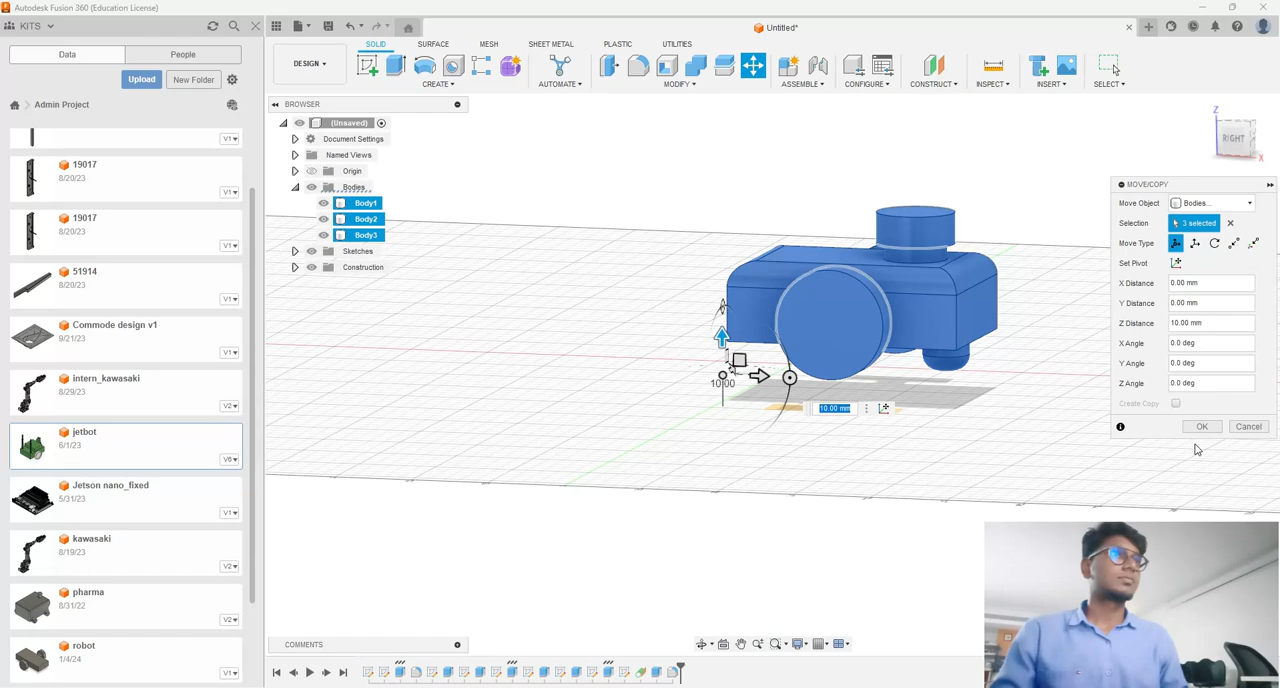 Autodesk Fusion 360 (Education License)
KITS
Untitled*
Data
People
Upload
New Folder
Admin Project
V1
19017
8/20/23
V1
19017
8/20/23
V1
51914
8/20/23
V1
Commode design v1
9/21/23
V1
intern_kawasaki
8/29/23
V2
jetbot
6/1/23
V6
Jetson nano_fixed
5/31/23
V1
kawasaki
8/19/23
V2
pharma
8/31/22
V2
robot
1/4/24
V1
DESIGN
SOLID
SURFACE
MESH
SHEET METAL
PLASTIC
UTILITIES
CREATE
AUTOMATE
MODIFY
ASSEMBLE
CONFIGURE
CONSTRUCT
INSPECT
INSERT
SELECT
BROWSER
(Unsaved)
Document Settings
Named Views
Origin
Bodies
Body1
Body2
Body3
Sketches
Construction
Z
RIGHT
X
10.00
10.00 mm
MOVE/COPY
Move Object
Bodies...
Selection
3 selected
Move Type
Set Pivot
X Distance
0.00 mm
Y Distance
0.00 mm
Z Distance
10.00 mm
X Angle
0.0 deg
Y Angle
0.0 deg
Z Angle
0.0 deg
Create Copy
OK
Cancel
COMMENTS